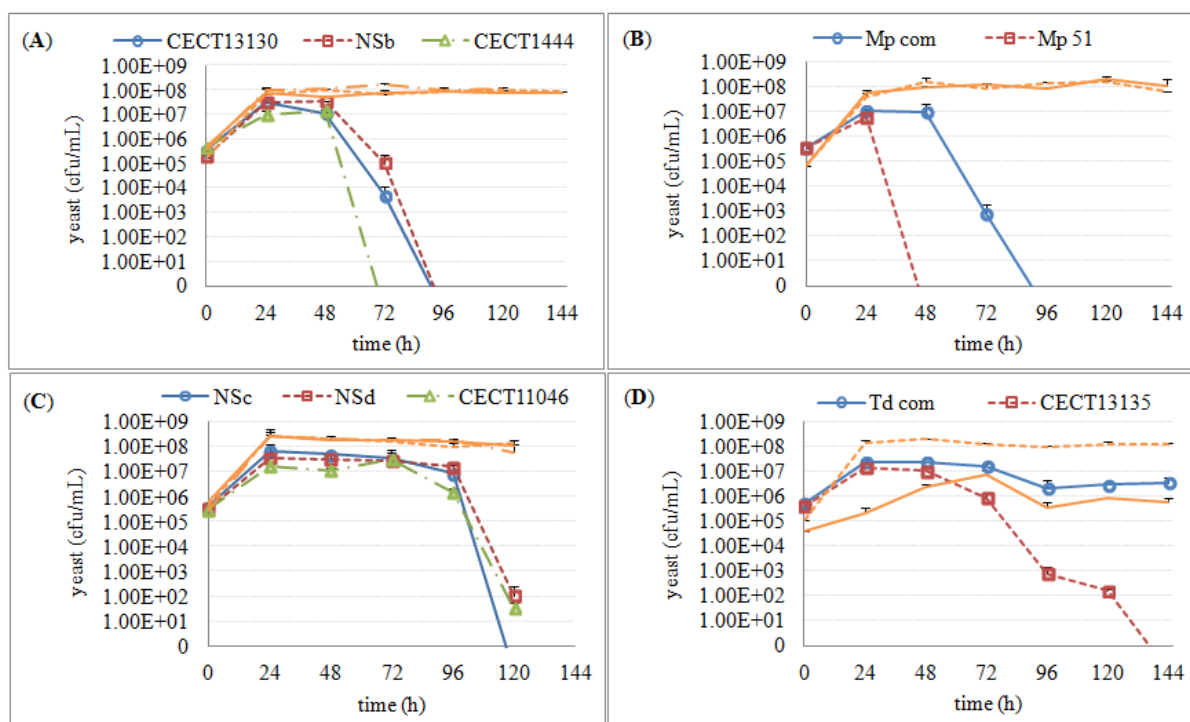 (A) CECT13130 NSb CECT1444
1.00E+09
1.00E+08
1.00E+07
1.00E+06
1.00E+05
1.00E+04
1.00E+03
1.00E+02
1.00E+01
0
yeast (cfu/mL)
0 24 48 72 96 120 144
time (h)
(B) Mp com Mp 51
1.00E+09
1.00E+08
1.00E+07
1.00E+06
1.00E+05
1.00E+04
1.00E+03
1.00E+02
1.00E+01
0
yeast (cfu/mL)
0 24 48 72 96 120 144
time (h)
(C) NSc NSd CECT11046
1.00E+09
1.00E+08
1.00E+07
1.00E+06
1.00E+05
1.00E+04
1.00E+03
1.00E+02
1.00E+01
0
yeast (cfu/mL)
0 24 48 72 96 120 144
time (h)
(D) Td com CECT13135
1.00E+09
1.00E+08
1.00E+07
1.00E+06
1.00E+05
1.00E+04
1.00E+03
1.00E+02
1.00E+01
0
yeast (cfu/mL)
0 24 48 72 96 120 144
time (h)